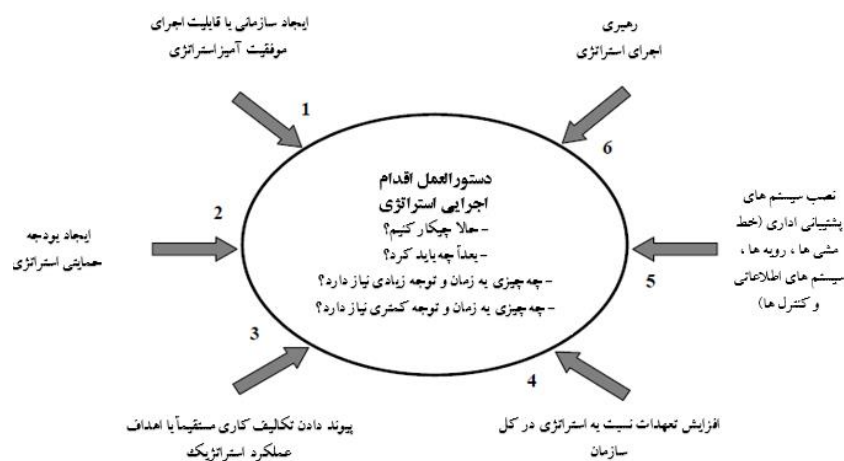 ایجاد سازمانی با قابلیت اجرای
موفقیت آمیز استراتژی
1
رهبری
اجرای استراتژی
6
دستورالعمل اقدام
اجرایی استراتژی
- حالا چیکار کنیم؟
- بعداً چه باید کرد؟
- چه چیزی به زمان و توجه زیادی نیاز دارد؟
- چه چیزی به زمان و توجه کمتری نیاز دارد؟
2
ایجاد بودجه
حمایتی استراتژی
نصب سیستم های
پشتیبانی اداری (خط
مشی ها ، رویه ها ،
سیستم های اطلاعاتی
و کنترل ها)
5
3
پیوند دادن تکالیف کاری مستقیماً با اهداف
عملکرد استراتژیک
4
افزایش تعهدات نسبت به استراتژی در کل
سازمان